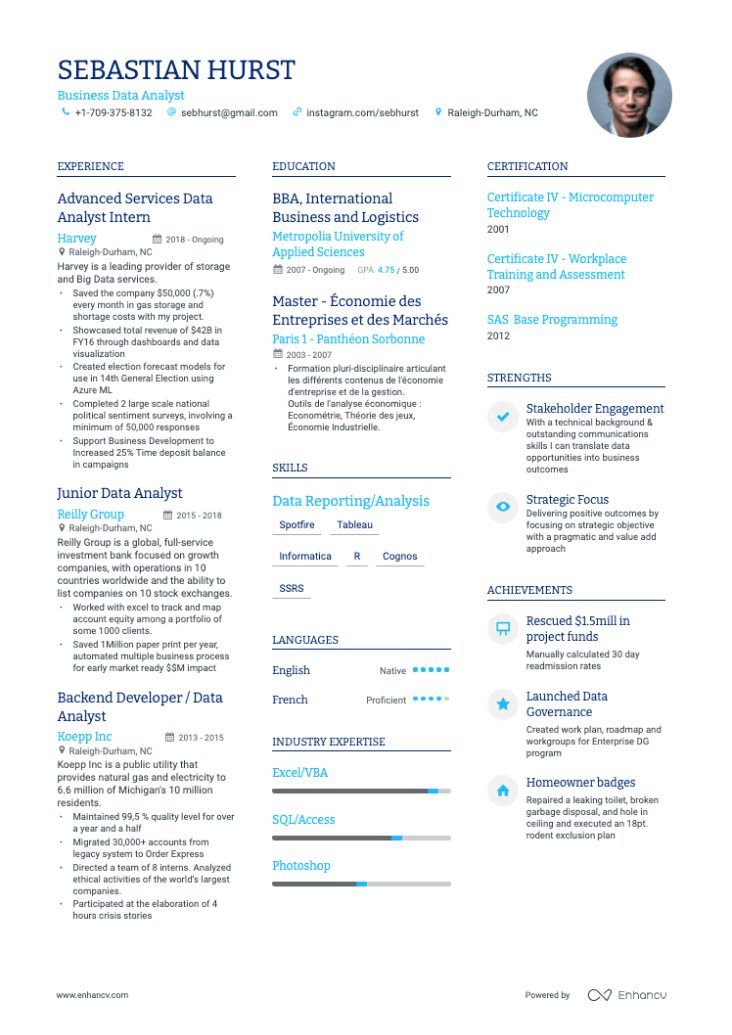 SEBASTIAN HURST
Business Data Analyst
+1-709-375-8132 sebhurst@gmail.com instagram.com/sebhurst Raleigh-Durham, NC
EXPERIENCE
Advanced Services Data
Analyst Intern
Harvey 2018 - Ongoing
Raleigh-Durham, NC
Harvey is a leading provider of storage
and Big Data services.
• Saved the company $50,000 (.7%)
every month in gas storage and
shortage costs with my project.
• Showcased total revenue of $42B in
FY16 through dashboards and data
visualization
• Created election forecast models for
use in 14th General Election using
Azure ML
• Completed 2 large scale national
political sentiment surveys, involving a
minimum of 50,000 responses
• Support Business Development to
Increased 25% Time deposit balance
in campaigns
Junior Data Analyst
Reilly Group 2015 - 2018
Raleigh-Durham, NC
Reilly Group is a global, full-service
investment bank focused on growth
companies, with operations in 10
countries worldwide and the ability to
list companies on 10 stock exchanges.
• Worked with excel to track and map
account equity among a portfolio of
some 1000 clients.
• Saved 1Million paper print per year,
automated multiple business process
for early market ready $$M impact
Backend Developer / Data
Analyst
Koepp Inc 2013 - 2015
Raleigh-Durham, NC
Koepp Inc is a public utility that
provides natural gas and electricity to
6.6 million of Michigan's 10 million
residents.
• Maintained 99,5 % quality level for over
a year and a half
• Migrated 30,000+ accounts from
legacy system to Order Express
• Directed a team of 8 interns. Analyzed
ethical activities of the world's largest
companies.
• Participated at the elaboration of 4
hours crisis stories
EDUCATION
BBA, International
Business and Logistics
Metropolia University of
Applied Sciences
2007 - Ongoing GPA 4.75 / 5.00
Master - Économie des
Entreprises et des Marchés
Paris 1 - Panthéon Sorbonne
2003 - 2007
• Formation pluri-disciplinaire articulant
les différents contenus de l'économie
d'entreprise et de la gestion.
Outils de l'analyse économique :
Econométrie, Théorie des jeux,
Économie Industrielle.
SKILLS
Data Reporting/Analysis
Spotfire Tableau
Informatica R Cognos
SSRS
LANGUAGES
English Native
French Proficient
INDUSTRY EXPERTISE
Excel/VBA
SQL/Access
Photoshop
CERTIFICATION
Certificate IV - Microcomputer
Technology
2001
Certificate IV - Workplace
Training and Assessment
2007
SAS Base Programming
2012
STRENGTHS
Stakeholder Engagement
With a technical background &
outstanding communications
skills I can translate data
opportunities into business
outcomes
Strategic Focus
Delivering positive outcomes by
focusing on strategic objective
with a pragmatic and value add
approach
ACHIEVEMENTS
Rescued $1.5mill in
project funds
Manually calculated 30 day
readmission rates
Launched Data
Governance
Created work plan, roadmap and
workgroups for Enterprise DG
program
Homeowner badges
Repaired a leaking toilet, broken
garbage disposal, and hole in
ceiling and executed an 18pt.
rodent exclusion plan
www.enhancv.com
Powered by Enhancv